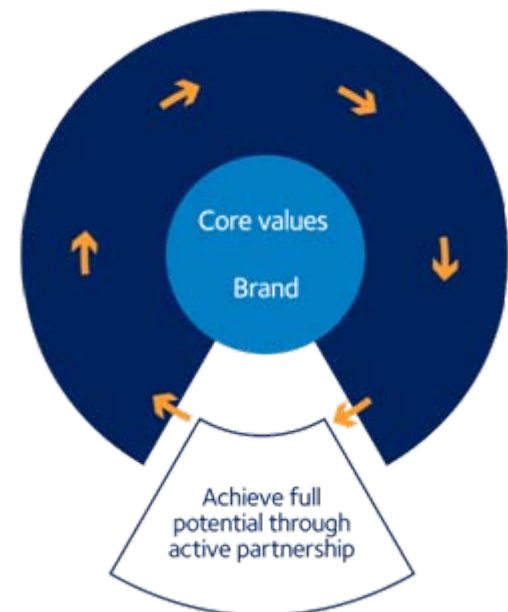 Core values
Brand
Achieve full
potential through
active partnership